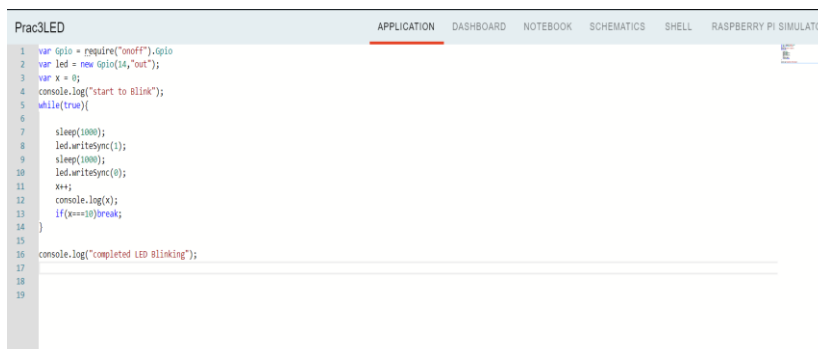 Prac3LED APPLICATION DASHBOARD NOTEBOOK SCHEMATICS SHELL RASPBERRY PI SIMULATO
1 var Gpio = require("onoff").Gpio
2 var led = new Gpio(14,"out");
3 var x = 0;
4 console.log("start to Blink");
5 while(true){
6
7 sleep(1000);
8 led.writeSync(1);
9 sleep(1000);
10 led.writeSync(0);
11 x++;
12 console.log(x);
13 if(x===10)break;
14 }
15
16 console.log("completed LED Blinking");
17
18
19